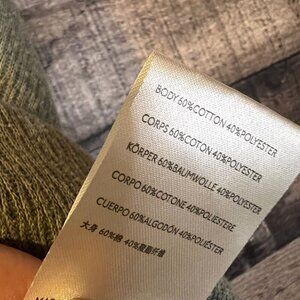 BODY 60%COTTON 40%POLYESTER
CORPS 60%COTON 40%POLYESTER
KÖRPER 60%BAUMWOLLE 40%POLYESTER
CORPO 60%COTONE 40%POLIESTERE
CUERPO 60%ALGODÓN 40%POLIÉSTER
大身 60%棉 40%聚酯纤维